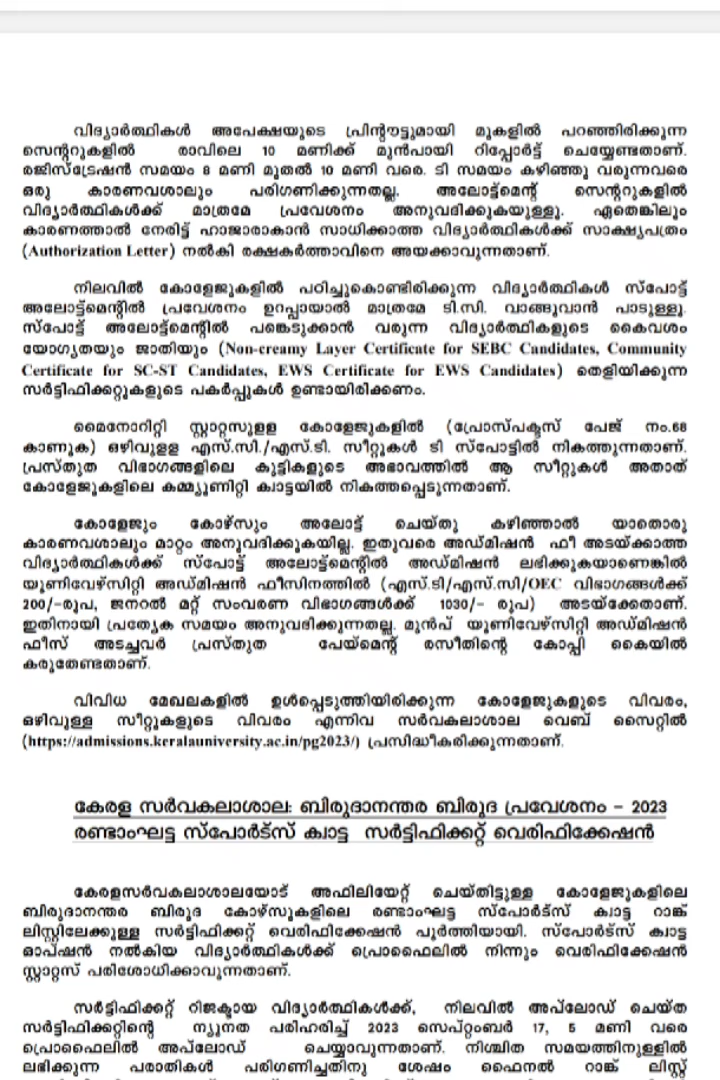 വിദ്യാർത്ഥികൾ അപേക്ഷയുടെ പ്രിന്റൗട്ടുമായി മുകളിൽ പറഞ്ഞിരിക്കുന്ന
സെന്ററുകളിൽ രാവിലെ 10 മണിക്ക് മുൻപായി റിപ്പോർട്ട് ചെയ്യേണ്ടതാണ്.
രജിസ്ട്രേഷൻ സമയം 8 മണി മുതൽ 10 മണി വരെ. ടി സമയം കഴിഞ്ഞു വരുന്നവരെ
ഒരു കാരണവശാലും പരിഗണിക്കുന്നതല്ല. അലോട്ട്മെന്റ് സെന്ററുകളിൽ
വിദ്യാർത്ഥികൾക്ക് മാത്രമേ പ്രവേശനം അനുവദിക്കുകയുള്ളൂ. ഏതെങ്കിലും
കാരണത്താൽ നേരിട്ട് ഹാജാരാകാൻ സാധിക്കാത്ത വിദ്യാർത്ഥികൾക്ക് സാക്ഷ്യപത്രം
(Authorization Letter) നൽകി രക്ഷകർത്താവിനെ അയക്കാവുന്നതാണ്.
നിലവിൽ കോളേജുകളിൽ പഠിച്ചുകൊണ്ടിരിക്കുന്ന വിദ്യാർത്ഥികൾ സ്പോട്ട്
അലോട്ട്മെന്റിൽ പ്രവേശനം ഉറപ്പായാൽ മാത്രമേ ടി.സി. വാങ്ങുവാൻ പാടുള്ളൂ.
സ്പോട്ട് അലോട്ട്മെന്റിൽ പങ്കെടുക്കാൻ വരുന്ന വിദ്യാർത്ഥികളുടെ കൈവശം
യോഗ്യതയും ജാതിയും (Non-creamy Layer Certificate for SEBC Candidates, Community
Certificate for SC-ST Candidates, EWS Certificate for EWS Candidates) തെളിയിക്കുന്ന
സർട്ടിഫിക്കറ്റുകളുടെ പകർപ്പുകൾ ഉണ്ടായിരിക്കണം.
മൈനോറിറ്റി സ്റ്റാറ്റസുളള കോളേജുകളിൽ (പ്രോസ്പക്ടസ് പേജ് നം.68
കാണുക) ഒഴിവുളള എസ്.സി./എസ്.ടി. സീറ്റുകൾ ടി സ്പോട്ടിൽ നികത്തുന്നതാണ്.
പ്രസ്തുത വിഭാഗങ്ങളിലെ കുട്ടികളുടെ അഭാവത്തിൽ ആ സീറ്റുകൾ അതാത്
കോളേജുകളിലെ കമ്മ്യൂണിറ്റി ക്വാട്ടയിൽ നികത്തപ്പെടുന്നതാണ്.
കോളേജും കോഴ്സും അലോട്ട് ചെയ്തു കഴിഞ്ഞാൽ യാതൊരു
കാരണവശാലും മാറ്റം അനുവദിക്കുകയില്ല. ഇതുവരെ അഡ്മിഷൻ ഫീ അടയ്ക്കാത്ത
വിദ്യാർത്ഥികൾക്ക് സ്പോട്ട് അലോട്ട്മെന്റിൽ അഡ്മിഷൻ ലഭിക്കുകയാണെങ്കിൽ
യൂണിവേഴ്സിറ്റി അഡ്മിഷൻ ഫീസിനത്തിൽ (എസ്.ടി/എസ്.സി/OEC വിഭാഗങ്ങൾക്ക്
200/-രൂപ, ജനറൽ മറ്റ് സംവരണ വിഭാഗങ്ങൾക്ക് 1030/- രൂപ) അടയ്ക്കേതാണ്.
ഇതിനായി പ്രത്യേക സമയം അനുവദിക്കുന്നതല്ല. മുൻപ് യൂണിവേഴ്സിറ്റി അഡ്മിഷൻ
ഫീസ് അടച്ചവർ പ്രസ്തുത പേയ്മെന്റ് രസീതിന്റെ കോപ്പി കൈയിൽ
കരുതേണ്ടതാണ്.
വിവിധ മേഖലകളിൽ ഉൾപ്പെടുത്തിയിരിക്കുന്ന കോളേജുകളുടെ വിവരം,
ഒഴിവുള്ള സീറ്റുകളുടെ വിവരം എന്നിവ സർവകലാശാല വെബ് സൈറ്റിൽ
(https://admissions.keralauniversity.ac.in/pg2023/) പ്രസിദ്ധീകരിക്കുന്നതാണ്.
കേരള സർവകലാശാല: ബിരുദാനന്തര ബിരുദ പ്രവേശനം – 2023
രണ്ടാംഘട്ട സ്പോർട്സ് ക്വാട്ട സർട്ടിഫിക്കറ്റ് വെരിഫിക്കേഷൻ
കേരളസർവകലാശാലയോട് അഫിലിയേറ്റ് ചെയ്തിട്ടുള്ള കോളേജുകളിലെ
ബിരുദാനന്തര ബിരുദ കോഴ്സുകളിലെ രണ്ടാംഘട്ട സ്പോർട്സ് ക്വാട്ട റാങ്ക്
ലിസ്റ്റിലേക്കുള്ള സർട്ടിഫിക്കറ്റ് വെരിഫിക്കേഷൻ പൂർത്തിയായി. സ്പോർട്സ് ക്വാട്ട
ഓപ്ഷൻ നൽകിയ വിദ്യാർത്ഥികൾക്ക് പ്രൊഫൈലിൽ നിന്നും വെരിഫിക്കേഷൻ
സ്റ്റാറ്റസ് പരിശോധിക്കാവുന്നതാണ്.
സർട്ടിഫിക്കറ്റ് റിജക്ടായ വിദ്യാർത്ഥികൾക്ക്, നിലവിൽ അപ്‌ലോഡ് ചെയ്ത
സർട്ടിഫിക്കറ്റിന്റെ ന്യൂനത പരിഹരിച്ച് 2023 സെപ്റ്റംബർ 17, 5 മണി വരെ
പ്രൊഫൈലിൽ അപ്‌ലോഡ് ചെയ്യാവുന്നതാണ്. നിശ്ചിത സമയത്തിനുള്ളിൽ
ലഭിക്കുന്ന പരാതികൾ പരിഗണിച്ചതിനു ശേഷം ഫൈനൽ റാങ്ക് ലിസ്റ്റ്